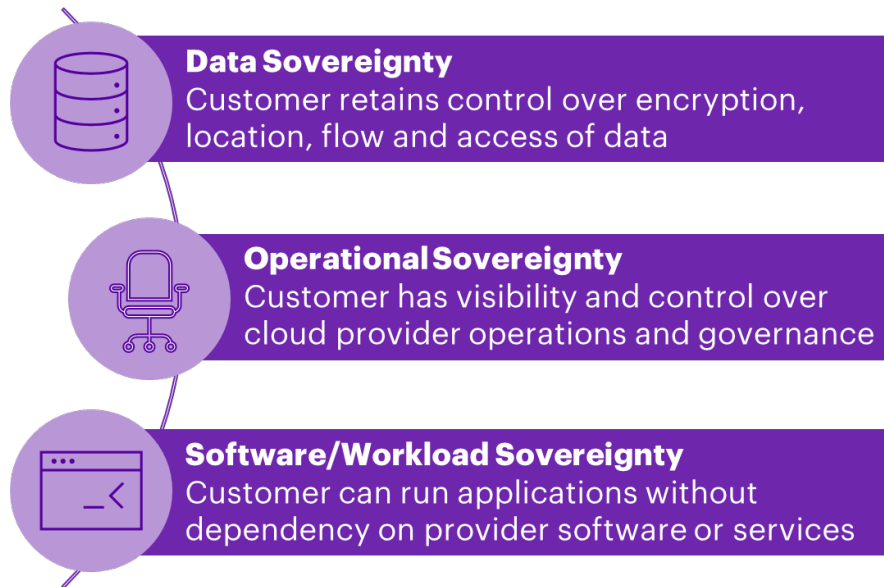 Data Sovereignty
Customer retains control over encryption,
location, flow and access of data
Operational Sovereignty
Customer has visibility and control over
cloud provider operations and governance
Software/Workload Sovereignty
Customer can run applications without
dependency on provider software or services